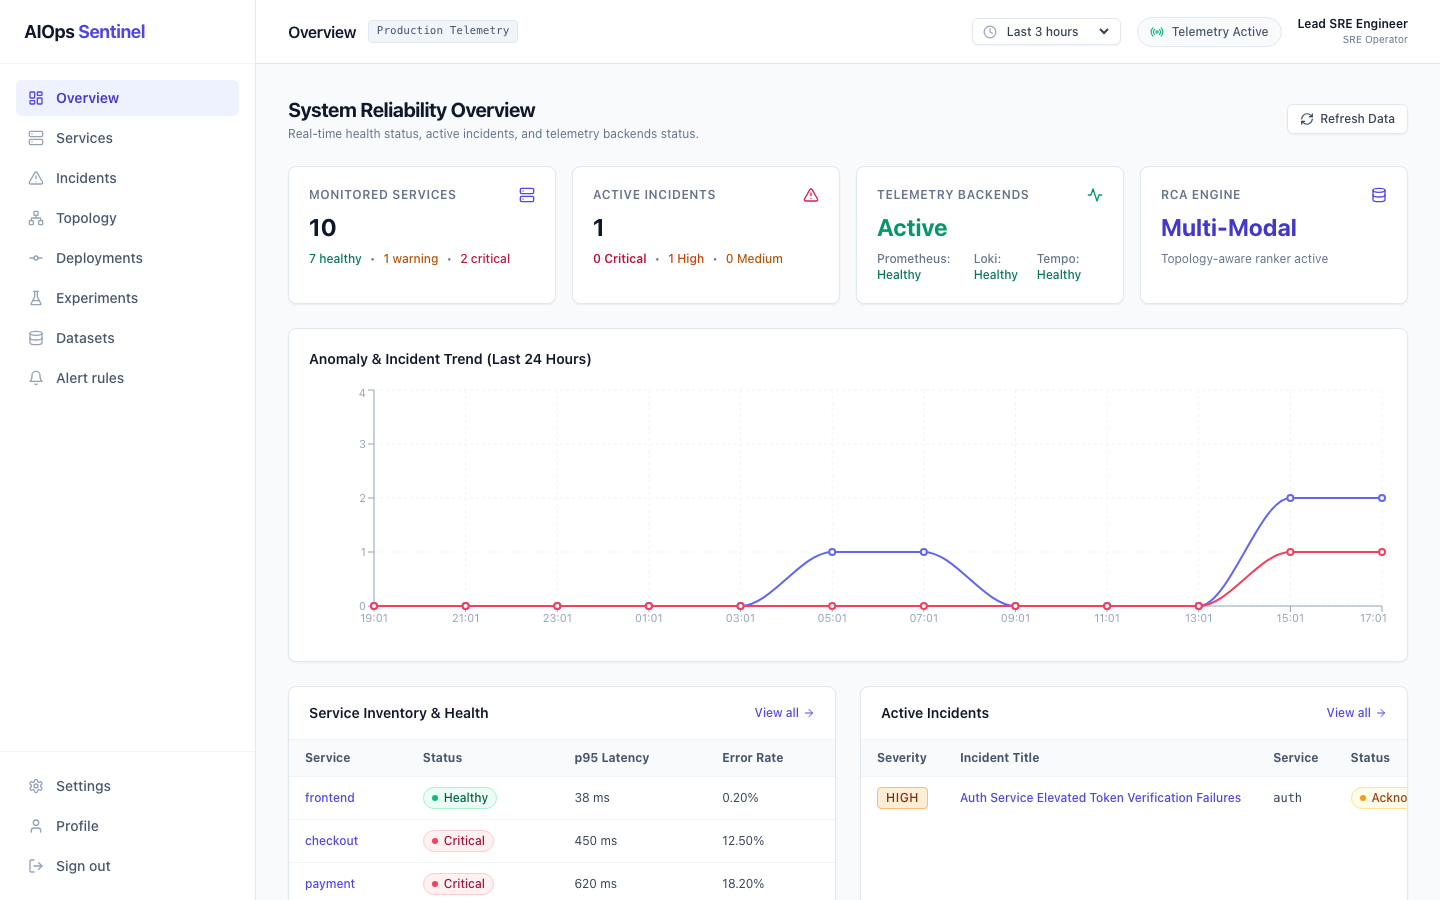 AIOps Sentinel
Overview
Services
Incidents
Topology
Deployments
Experiments
Datasets
Alert rules
Settings
Profile
Sign out
Overview
Production Telemetry
Last 3 hours
Telemetry Active
Lead SRE Engineer
SRE Operator
System Reliability Overview
Real-time health status, active incidents, and telemetry backends status.
Refresh Data
MONITORED SERVICES
10
7 healthy • 1 warning • 2 critical
ACTIVE INCIDENTS
1
0 Critical • 1 High • 0 Medium
TELEMETRY BACKENDS
Active
Prometheus: Loki: Tempo:
Healthy Healthy Healthy
RCA ENGINE
Multi-Modal
Topology-aware ranker active
Anomaly & Incident Trend (Last 24 Hours)
4
3
2
1
0
19:01 21:01 23:01 01:01 03:01 05:01 07:01 09:01 11:01 13:01 15:01 17:01
Service Inventory & Health
View all
Service Status p95 Latency Error Rate
frontend Healthy 38 ms 0.20%
checkout Critical 450 ms 12.50%
payment Critical 620 ms 18.20%
Active Incidents
View all
Severity Incident Title Service Status
HIGH Auth Service Elevated Token Verification Failures auth Ackno